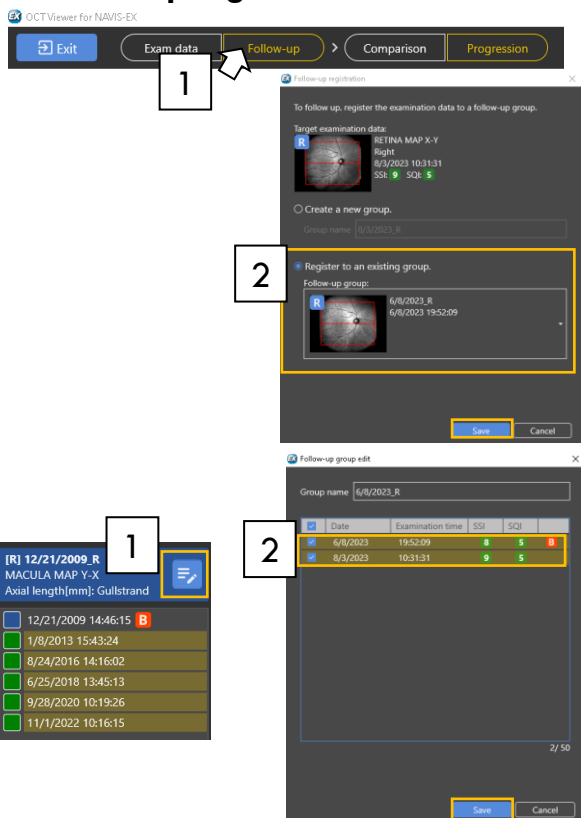 OCT Viewer for NAVIS-EX
Exit
Exam data
Follow-up
>
Comparison
Progression
1
Follow-up registration
To follow up, register the examination data to a follow-up group.
Target examination data:
R
RETINA MAP X-Y
Right
8/3/2023 10:31:31
SSI: 9 SQI: 5
Create a new group.
Group name 8/3/2023_R
2
Register to an existing group.
Follow-up group:
R
6/8/2023_R
6/8/2023 19:52:09
Save Cancel
[R] 12/21/2009_R
MACULA MAP Y-X
Axial length[mm]: Gullstrand
1
12/21/2009 14:46:15 B
1/8/2013 15:43:24
8/24/2016 14:16:02
6/25/2018 13:45:13
9/28/2020 10:19:26
11/1/2022 10:16:15
Follow-up group edit
Group name 6/8/2023_R
Date Examination time SSI SQI
2
6/8/2023 19:52:09 8 5 B
8/3/2023 10:31:31 9 5
2/ 50
Save Cancel